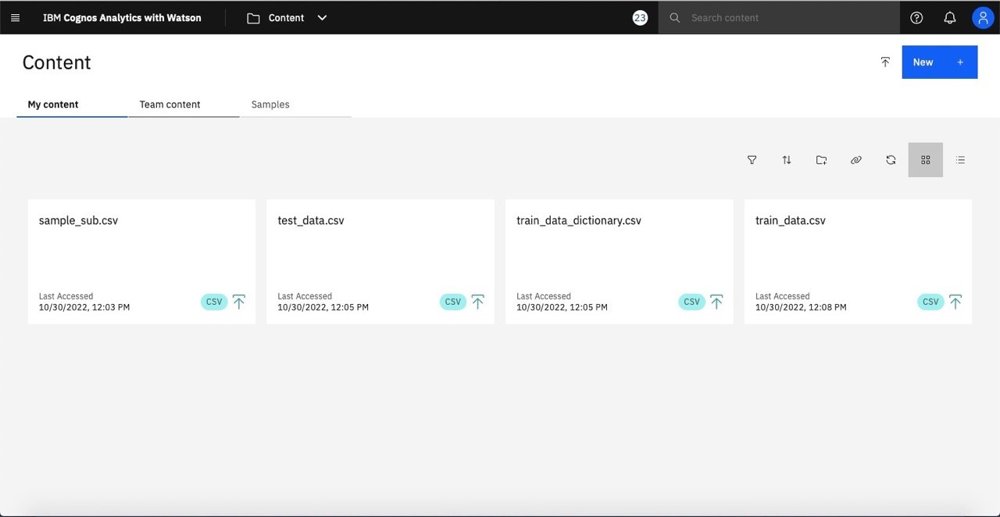 IBM Cognos Analytics with Watson
Content
23
Search content
Content
New +
My content
Team content
Samples
sample_sub.csv
Last Accessed
10/30/2022, 12:03 PM
CSV
test_data.csv
Last Accessed
10/30/2022, 12:05 PM
CSV
train_data_dictionary.csv
Last Accessed
10/30/2022, 12:05 PM
CSV
train_data.csv
Last Accessed
10/30/2022, 12:08 PM
CSV